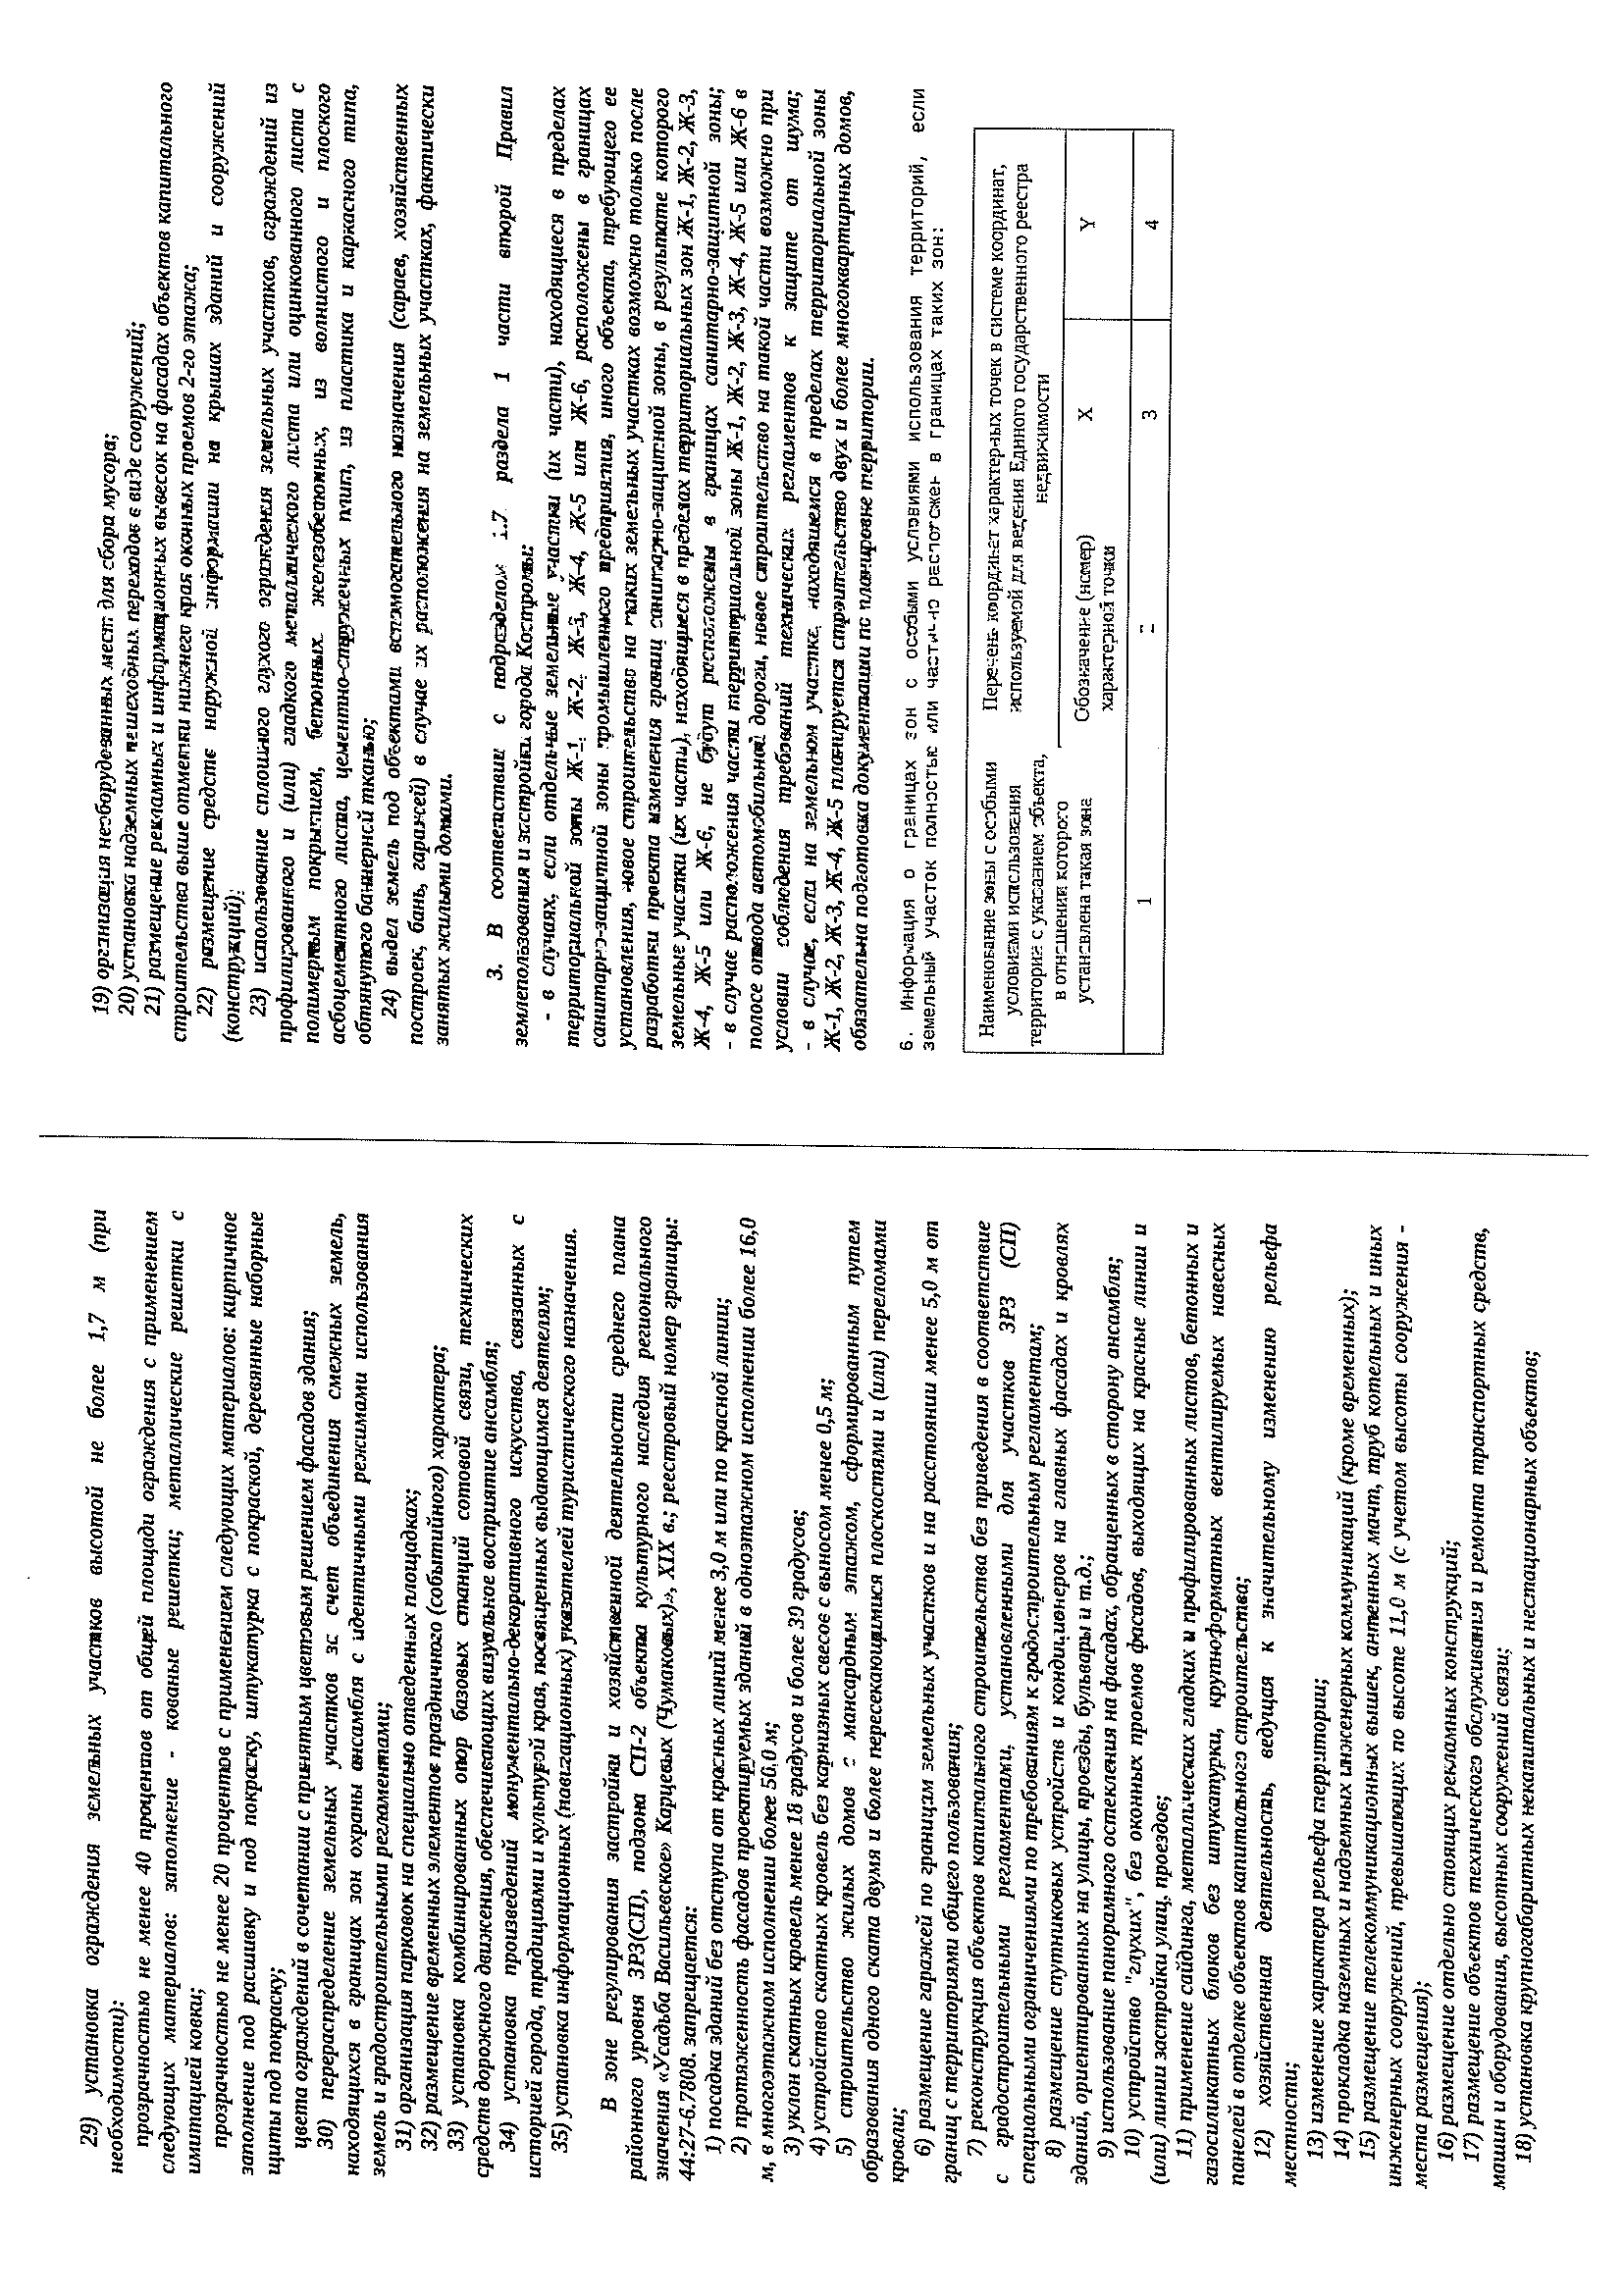 29) установка ограждения земельных участков высотой не более 1,7 м (при
необходимости):
прозрачностью не менее 40 процентов от общей площади ограждения с применением
следующих материалов: заполнение - кованые решетки; металлические решетки с
имитацией ковки;
прозрачностью не менее 20 процентов с применением следующих материалов: кирпичное
заполнение под расшивку и под покраску, штукатурка с покраской, деревянные наборные
щиты под покраску;
цвета ограждений в сочетании с принятым цветовым решением фасадов здания;
30) перераспределение земельных участков за счет объединения смежных земель,
находящихся в границах зон охраны ансамбля с идентичными режимами использования
земель и градостроительными регламентами;
31) организация парковок на специально отведенных площадках;
32) размещение временных элементов праздничного (событийного) характера;
33) установка комбинированных опор базовых станций сотовой связи, технических
средств дорожного движения, обеспечивающих визуальное восприятие ансамбля;
34) установка произведений монументально-декоративного искусства, связанных с
историей города, традициями и культурой края, посвященных выдающимся деятелям;
35) установка информационных (навигационных) указателей туристического назначения.
В зоне регулирования застройки и хозяйственной деятельности среднего плана
районного уровня ЗРЗ(СП), подзона СП-2 объекта культурного наследия регионального
значения «Усадьба Васильевское» Карцевых (Чумаковых)», XIX в.; реестровый номер границы:
44:27-6.7808. запрещается:
1) посадка зданий без отступа от красных линий менее 3,0 м или по красной линии;
2) протяженность фасадов проектируемых зданий в одноэтажном исполнении более 16,0
м, в многоэтажном исполнении более 50,0 м;
3) уклон скатных кровель менее 18 градусов и более 30 градусов;
4) устройство скатных кровель без карнизных свесов с выносом менее 0,5 м;
5) строительство жилых домов с мансардным этажом, сформированным путем
образования одного ската двумя и более пересекающимися плоскостями и (или) переломами
кровли;
6) размещение гаражей по границам земельных участков и на расстоянии менее 5,0 м от
границ с территориями общего пользования;
7) реконструкция объектов капитального строительства без приведения в соответствие
с градостроительными регламентами, установленными для участков ЗРЗ (СП)
специальными ограничениями по требованиям к градостроительным регламентам;
8) размещение спутниковых устройств и кондиционеров на главных фасадах и кровлях
зданий, ориентированных на улицы, проезды, бульвары и т.д.;
9) использование панорамного остекления на фасадах, обращенных в сторону ансамбля;
10) устройство "глухих", без оконных проемов фасадов, выходящих на красные линии и
(или) линии застройки улиц, проездов;
11) применение сайдинга, металлических гладких и профилированных листов, бетонных и
газосиликатных блоков без штукатурки, крупноформатных вентилируемых навесных
панелей в отделке объектов капитального строительства;
12) хозяйственная деятельность, ведущая к значительному изменению рельефа
местности;
13) изменение характера рельефа территории;
14) прокладка наземных и надземных инженерных коммуникаций (кроме временных);
15) размещение телекоммуникационных вышек, антенных мачт, труб котельных и иных
инженерных сооружений, превышающих по высоте 11,0 м (с учетом высоты сооружения -
места размещения);
16) размещение отдельно стоящих рекламных конструкций;
17) размещение объектов технического обслуживания и ремонта транспортных средств,
машин и оборудования, высотных сооружений связи;
18) установка крупногабаритных некапитальных и нестационарных объектов;
19) организация необорудованных мест для сбора мусора;
20) установка надземных пешеходных переходов в виде сооружений;
21) размещение рекламных и информационных вывесок на фасадах объектов капитального
строительства выше отметки нижнего края оконных проемов 2-го этажа;
22) размещение средств наружной информации на крышах зданий и сооружений
(конструкций);
23) использование сплошного глухого ограждения земельных участков, ограждений из
профилированного и (или) гладкого металлического листа или оцинкованного листа с
полимерным покрытием, бетонных, железобетонных, из волнистого и плоского
асбоцементного листа, цементно-стружечных плит, из пластика и каркасного типа,
обтянутого баннерной тканью;
24) выдел земель под объектами вспомогательного назначения (сараев, хозяйственных
построек, бань, гаражей) в случае их расположения на земельных участках, фактически
занятых жилыми домами.
3. В соответствии с подразделом 1.7 раздела 1 части второй Правил
землепользования и застройки города Костромы:
- в случаях, если отдельные земельные участки (их части), находящиеся в пределах
территориальной зоны Ж-1, Ж-2, Ж-3, Ж-4, Ж-5 или Ж-6, расположены в границах
санитарно-защитной зоны промышленного предприятия, иного объекта, требующего ее
установления, новое строительство на таких земельных участках возможно только после
разработки проекта изменения границ санитарно-защитной зоны, в результате которого
земельные участки (их части), находящиеся в пределах территориальных зон Ж-1, Ж-2, Ж-3,
Ж-4, Ж-5 или Ж-6, не будут расположены в границах санитарно-защитной зоны;
- в случае расположения части территориальной зоны Ж-1, Ж-2, Ж-3, Ж-4, Ж-5 или Ж-6 в
полосе отвода автомобильной дороги, новое строительство на такой части возможно при
условии соблюдения требований технических регламентов к защите от шума;
- в случае, если на земельном участке, находящемся в пределах территориальной зоны
Ж-1, Ж-2, Ж-3, Ж-4, Ж-5 планируется строительство двух и более многоквартирных домов,
обязательна подготовка документации по планировке территории.
6. Информация о границах зон с особыми условиями использования территорий, если
земельный участок полностью или частично расположен в границах таких зон:
Наименование зоны с особыми
условиями использования
территории с указанием объекта,
в отношении которого
установлена такая зона
Перечень координат характерных точек в системе координат,
используемой для ведения Единого государственного реестра
недвижимости
Обозначение (номер)
характерной точки
X
Y
1
2
3
4